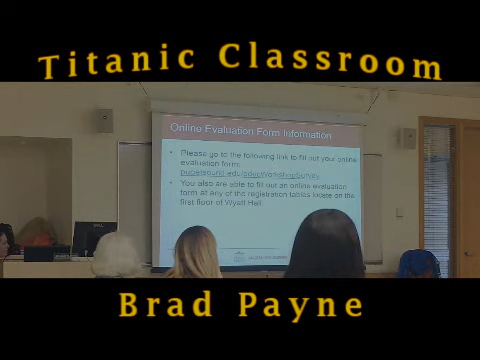 Titanic Classroom
Online Evaluation Form Information
• Please go to the following link to fill out your online
evaluation form:
• You also are able to fill out an online evaluation
form at any of the registration tables locate on the
first floor of Wyatt Hall.
Brad Payne